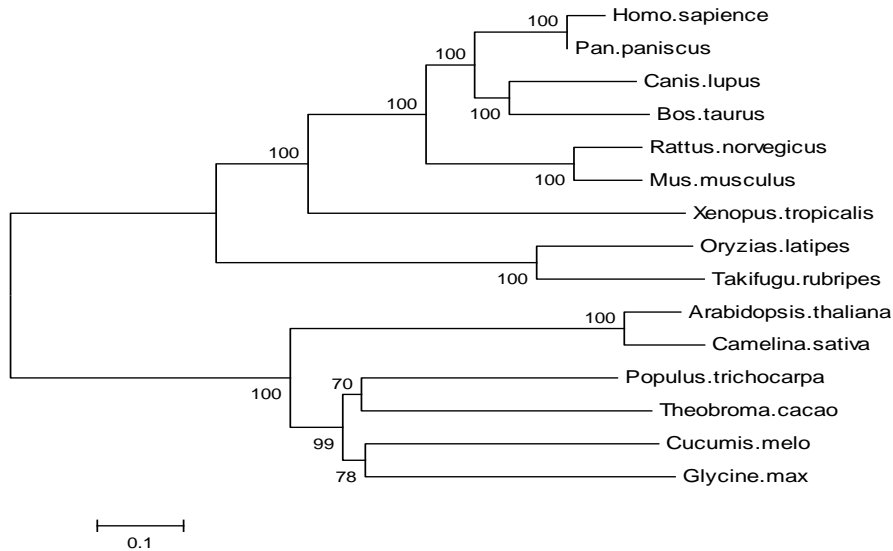 Homo.sapience
100
Pan.paniscus
100
Canis.lupus
100
Bos.taurus
100
Rattus.norvegicus
100
Mus.musculus
100
Xenopus.tropicalis
Oryzias.latipes
100
Takifugu.rubripes
Arabidopsis.thaliana
100
Camelina.sativa
100
Populus.trichocarpa
70
Theobroma.cacao
99
Cucumis.melo
78
Glycine.max
0.1